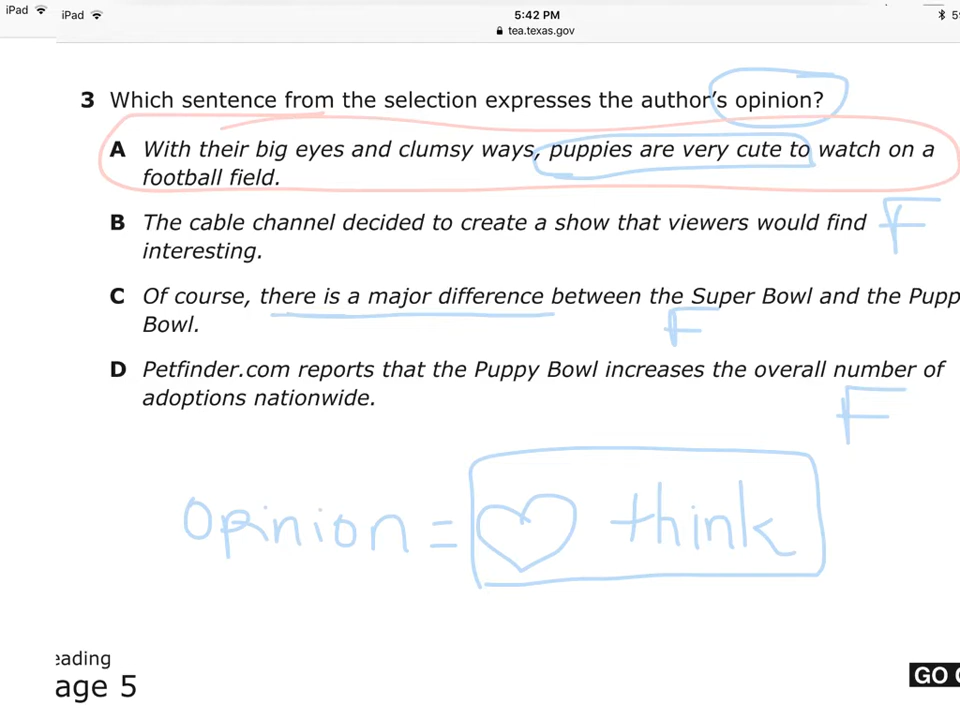 iPad
iPad 5:42 PM
tea.texas.gov
3 Which sentence from the selection expresses the author's opinion?
A With their big eyes and clumsy ways, puppies are very cute to watch on a
football field.
B The cable channel decided to create a show that viewers would find F
interesting.
C Of course, there is a major difference between the Super Bowl and the Pupp
Bowl. F
D Petfinder.com reports that the Puppy Bowl increases the overall number of
adoptions nationwide. F
Opinion = think
eading
age 5
GO